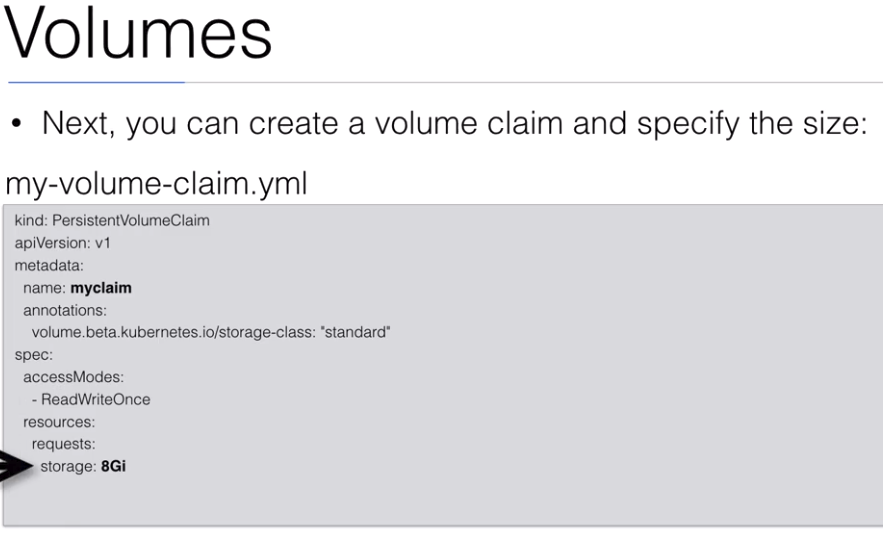 Volumes
• Next, you can create a volume claim and specify the size:
my-volume-claim.yml
kind: PersistentVolumeClaim
apiVersion: v1
metadata:
  name: myclaim
  annotations:
    volume.beta.kubernetes.io/storage-class: "standard"
spec:
  accessModes:
    - ReadWriteOnce
  resources:
    requests:
      storage: 8Gi